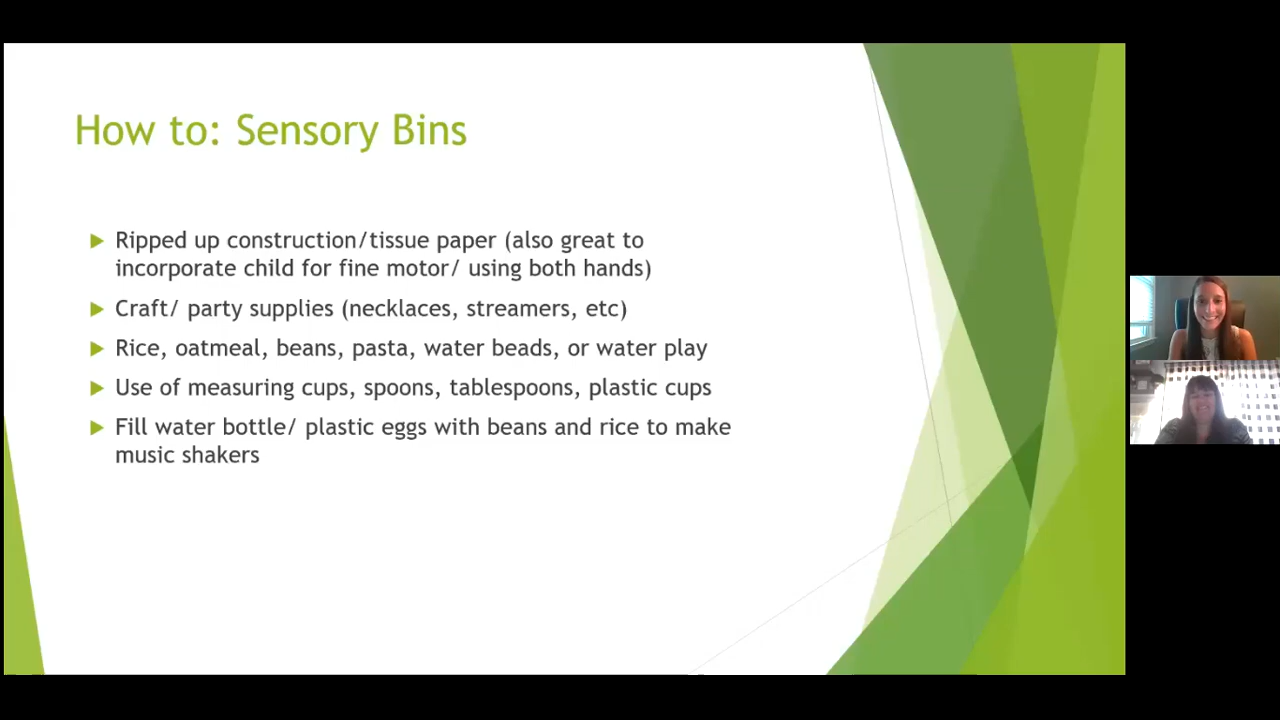 How to: Sensory Bins
Ripped up construction/tissue paper (also great to
incorporate child for fine motor/ using both hands)
Craft/ party supplies (necklaces, streamers, etc)
Rice, oatmeal, beans, pasta, water beads, or water play
Use of measuring cups, spoons, tablespoons, plastic cups
Fill water bottle/ plastic eggs with beans and rice to make
music shakers